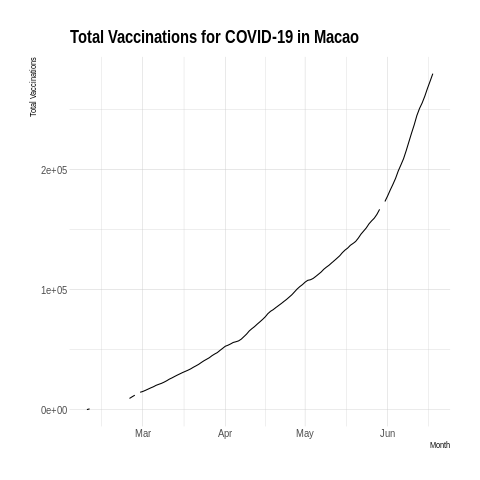 Total Vaccinations for COVID-19 in Macao
Total Vaccinations
2e+05
1e+05
0e+00
Mar Apr May Jun
Month